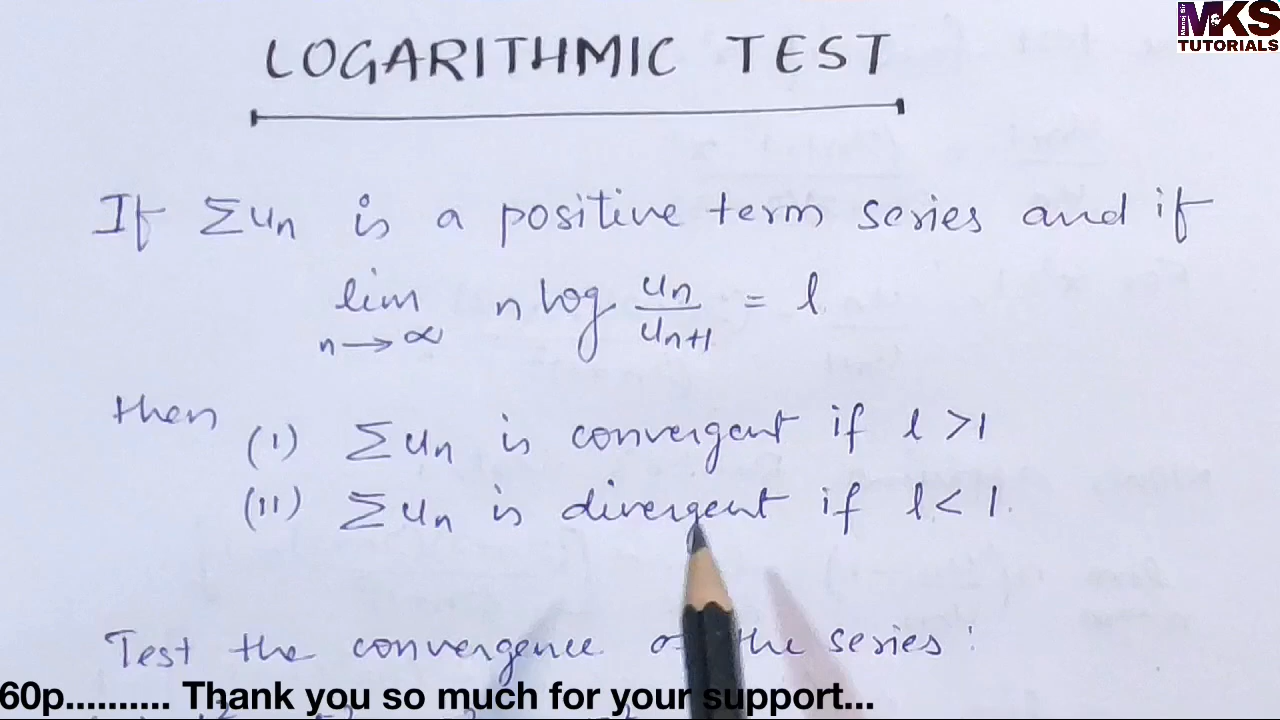 MKS
TUTORIALS
LOGARITHMIC TEST
If Σun is a positive term series and if
lim n→∞ n log un/un+1 = l
then (I) Σun is convergent if l > 1
(II) Σun is divergent if l < 1.
Test the convergence of the series:
60p.......... Thank you so much for your support...